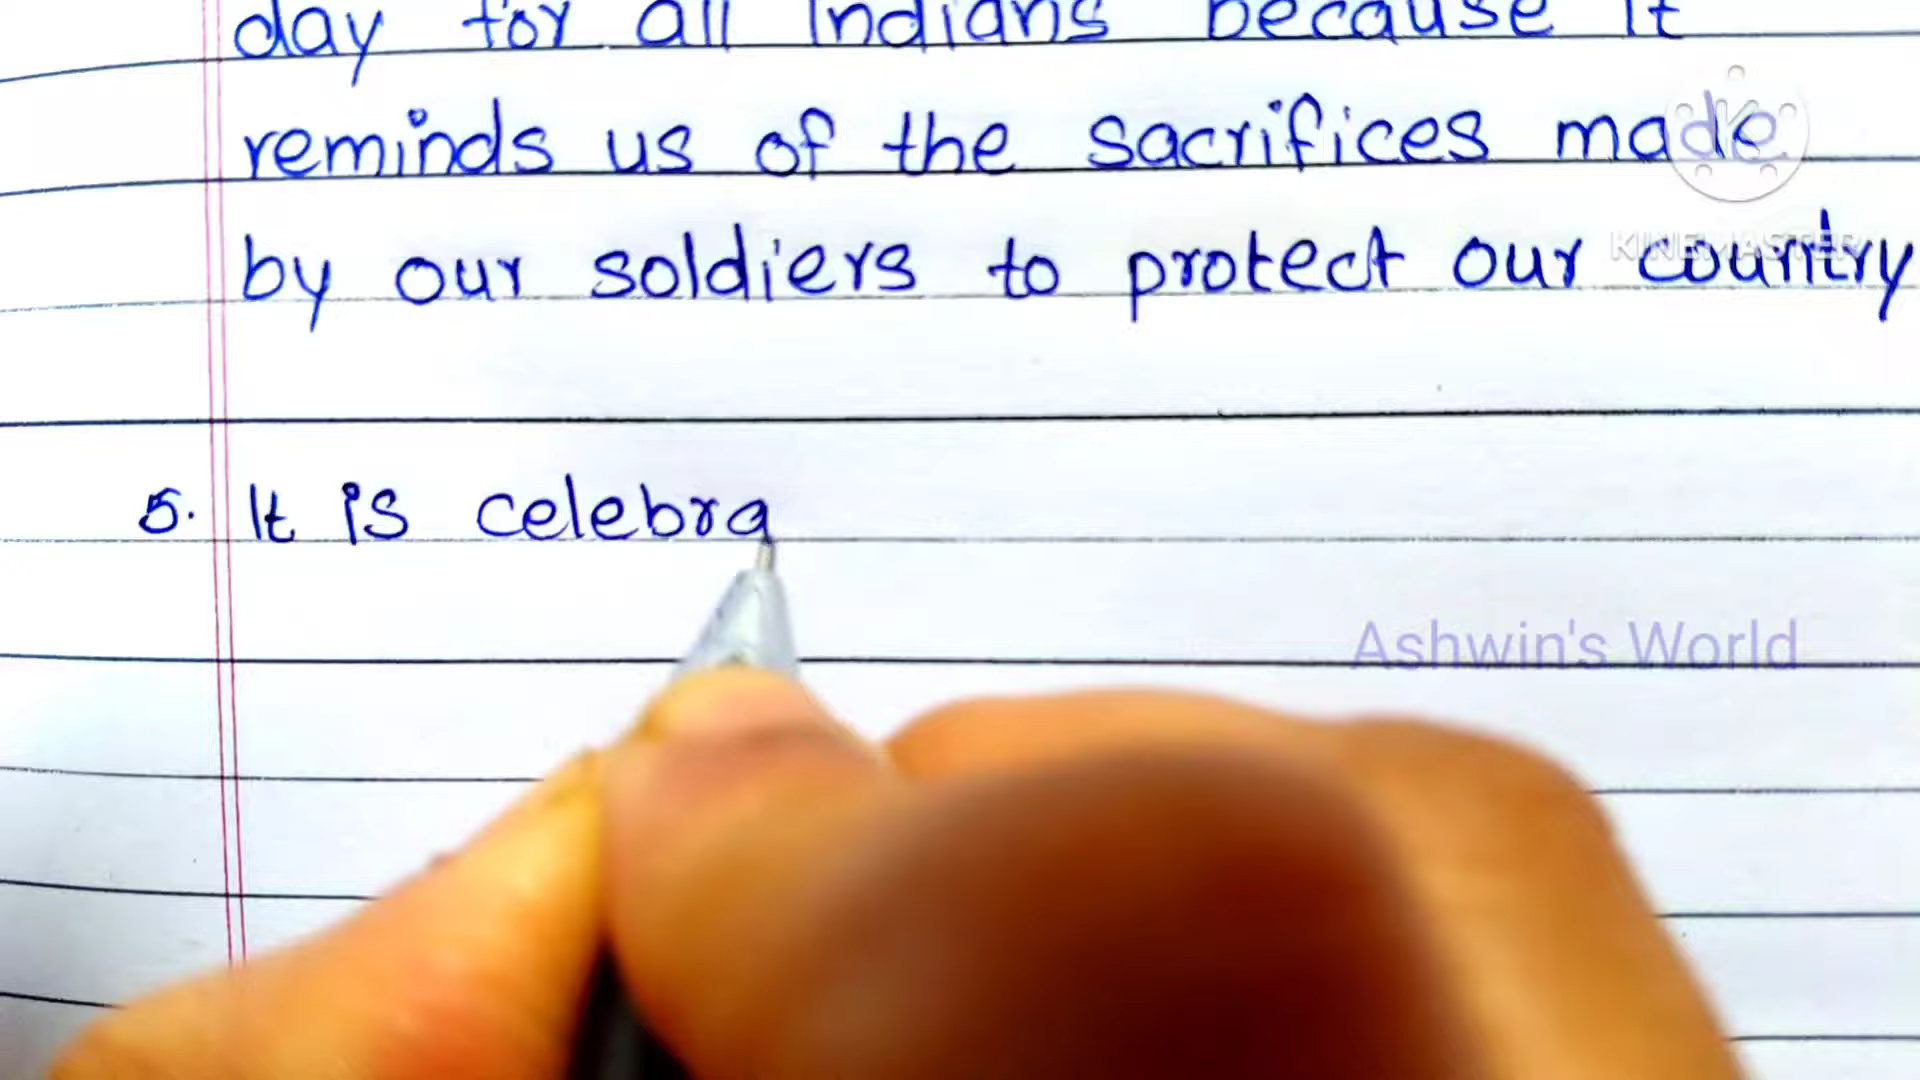 day for all Indians because it
reminds us of the sacrifices made
by our soldiers to protect our country
5. It is celebra
KINEMASTER
Ashwin's World